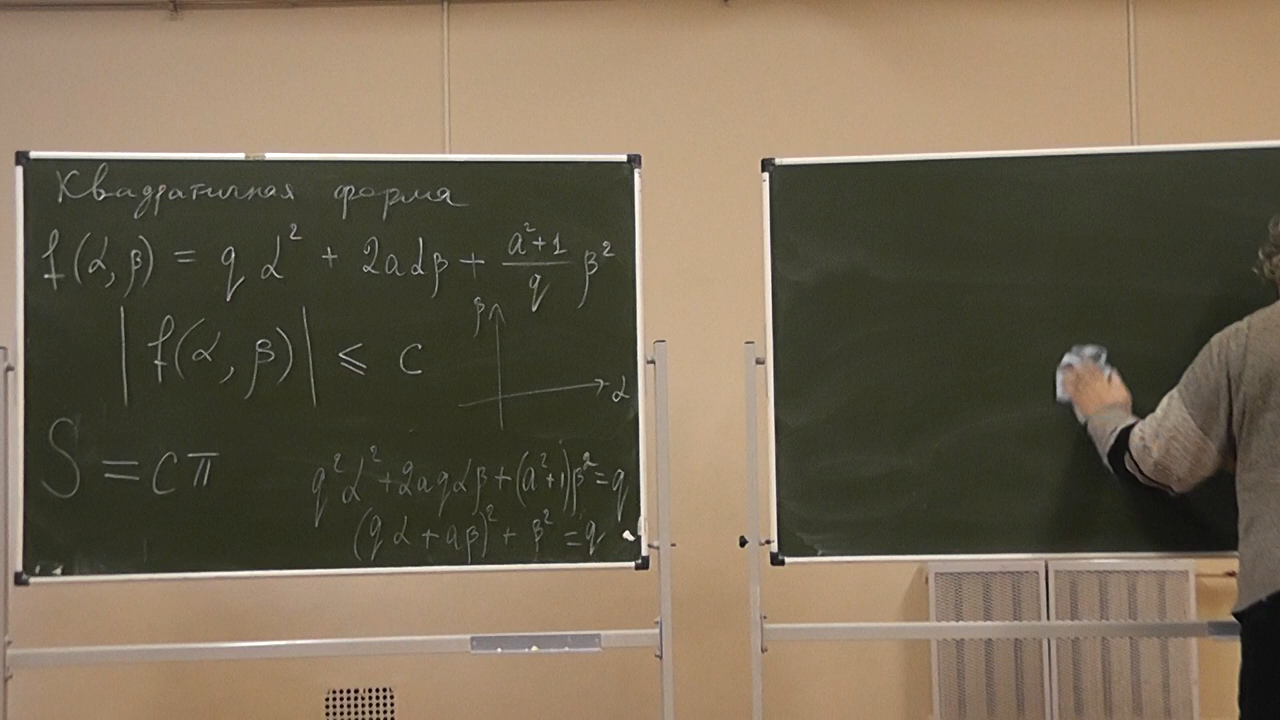 Квадратичная форма
f(α, β) = q α² + 2aαβ + (a²+1)/q β²
|f(α, β)| ⩽ c
β
α
S = cπ
q²α² + 2aqαβ + (a²+1)β² = q
(qα + aβ)² + β² = q